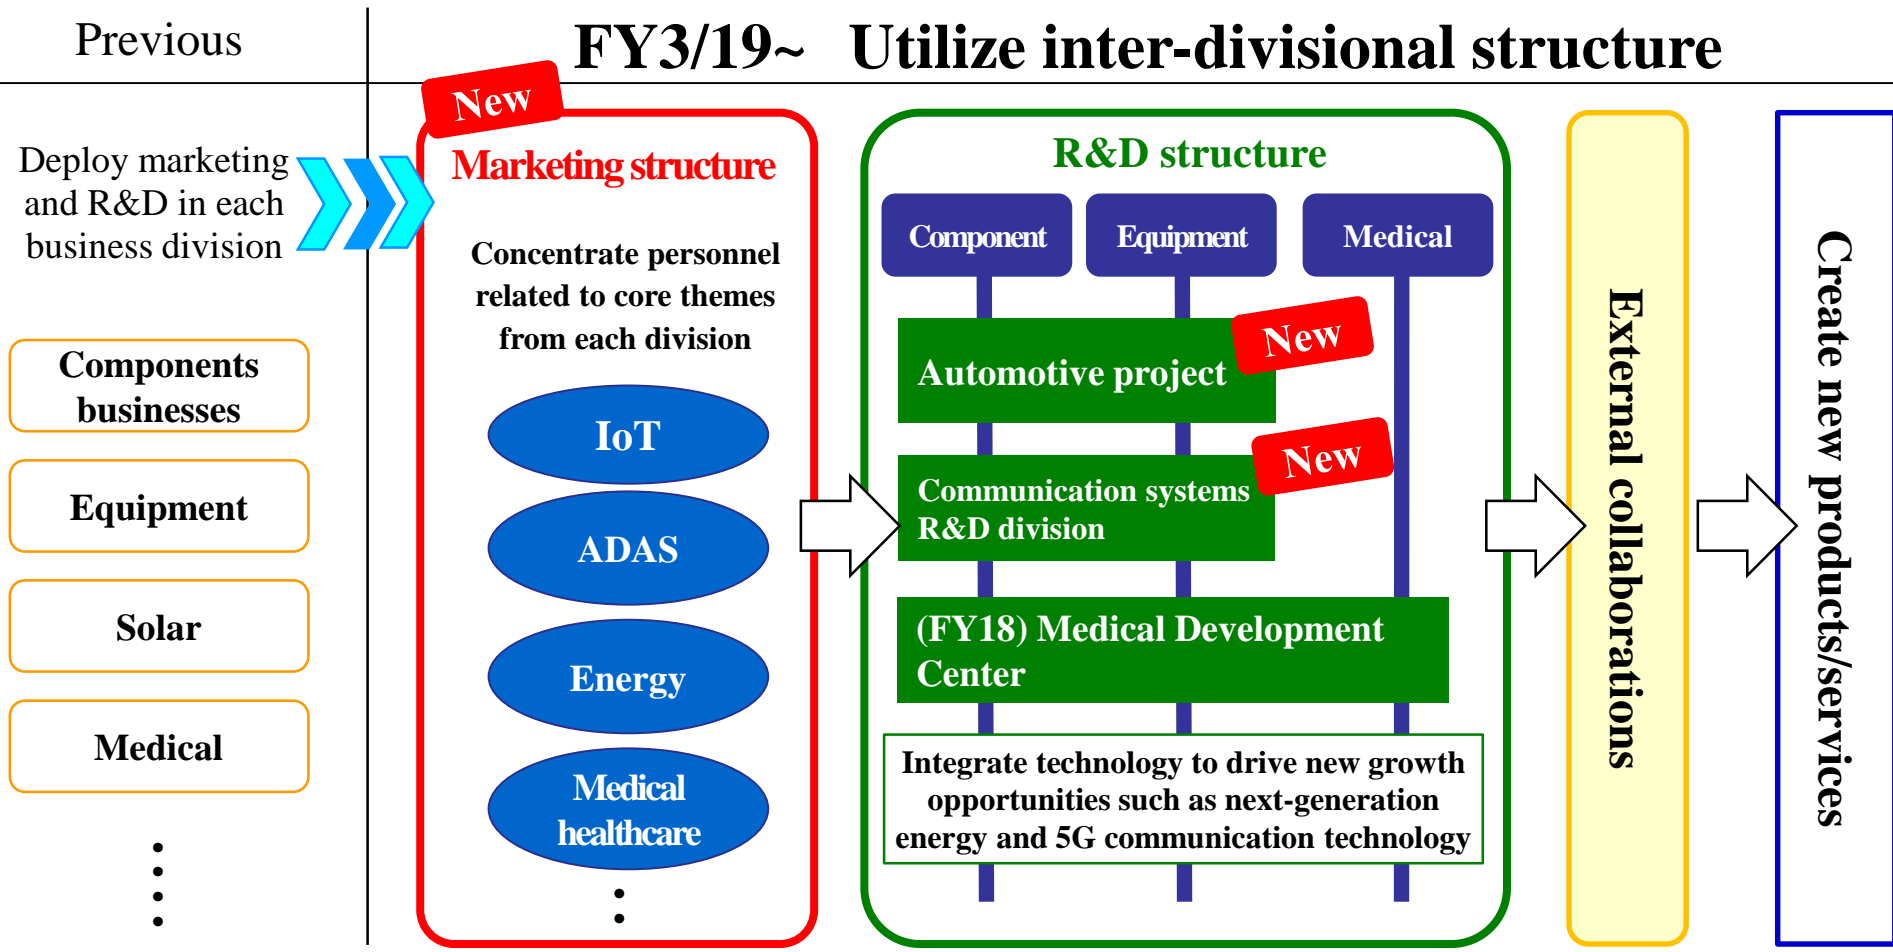 Previous
FY3/19~ Utilize inter-divisional structure
Deploy marketing
and R&D in each
business division
Components
businesses
Equipment
Solar
Medical
New
Marketing structure
Concentrate personnel
related to core themes
from each division
IoT
ADAS
Energy
Medical
healthcare
R&D structure
Component
Equipment
Medical
New
Automotive project
New
Communication systems
R&D division
(FY18) Medical Development
Center
Integrate technology to drive new growth
opportunities such as next-generation
energy and 5G communication technology
External collaborations
Create new products/services